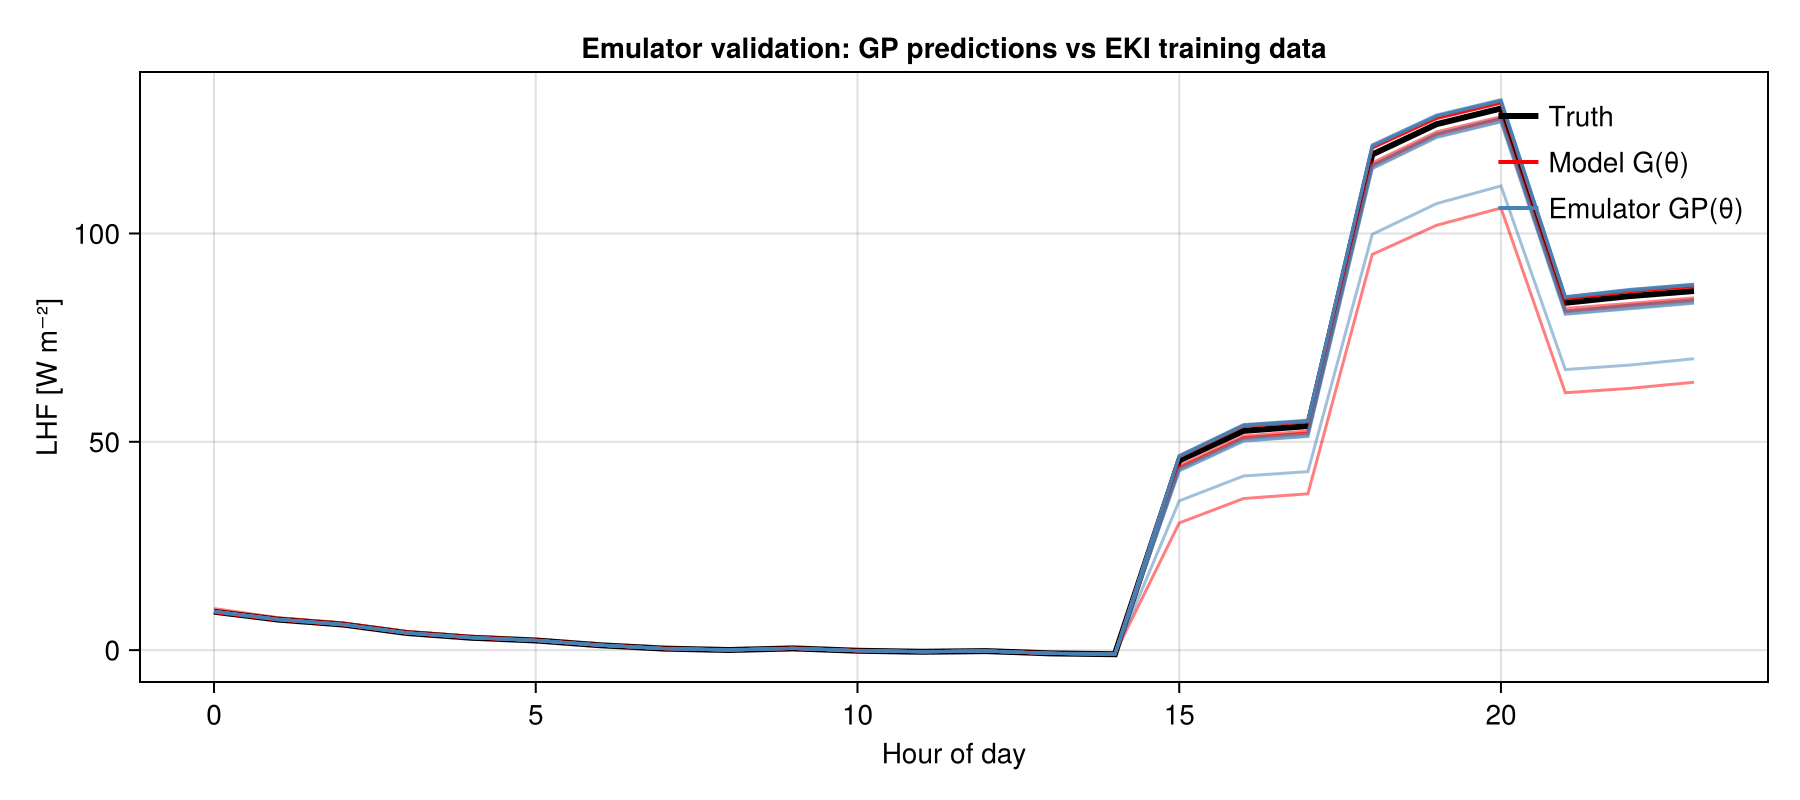 Emulator validation: GP predictions vs EKI training data
Truth
Model G(θ)
Emulator GP(θ)
100
50
0
LHF [W m⁻²]
0 5 10 15 20
Hour of day